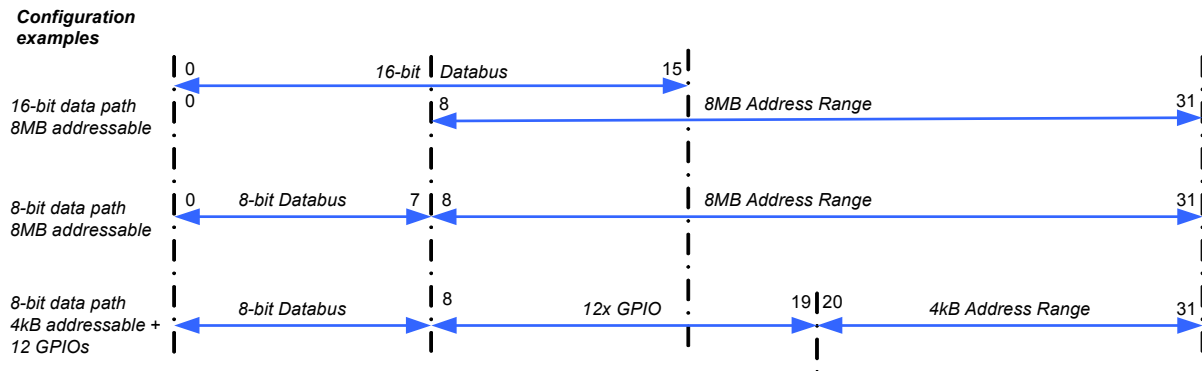 Configuration
examples
0 16-bit Databus 15
16-bit data path
8MB addressable
0
8 8MB Address Range 31
8-bit data path
8MB addressable
0 8-bit Databus 7 8 8MB Address Range 31
8-bit data path
4kB addressable +
12 GPIOs
8-bit Databus 8 12x GPIO 19 20 4kB Address Range 31